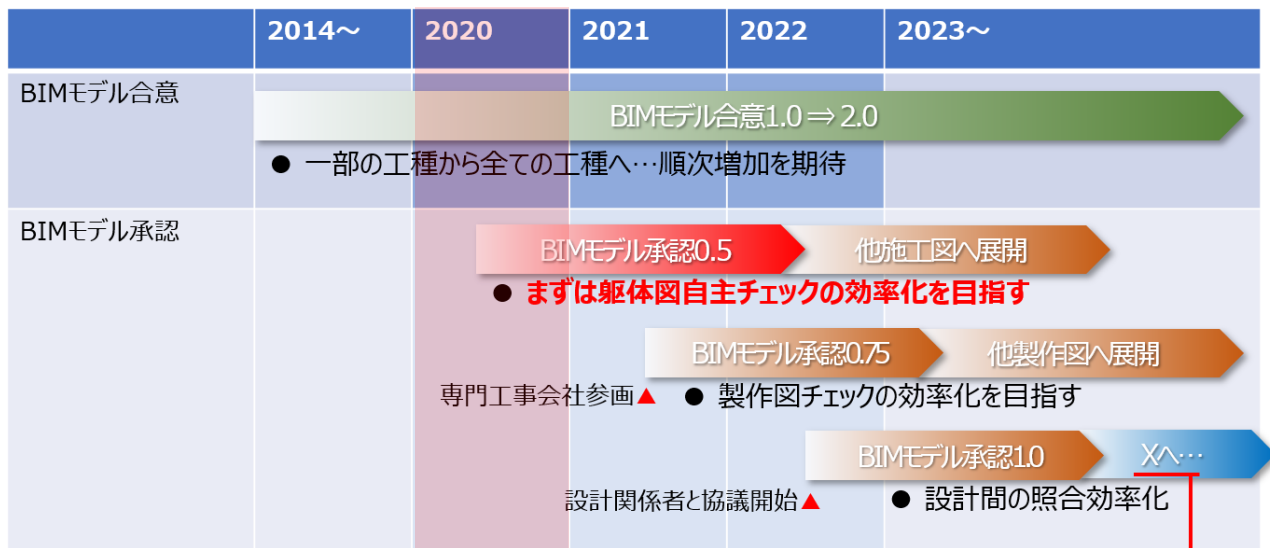 2014～ 2020 2021 2022 2023～
BIMモデル合意
BIMモデル合意1.0⇒2.0
● 一部の工種から全ての工種へ…順次増加を期待
BIMモデル承認
BIMモデル承認0.5 他施工図へ展開
● まずは躯体図自主チェックの効率化を目指す
BIMモデル承認0.75 他製作図へ展開
専門工事会社参画▲ ● 製作図チェックの効率化を目指す
BIMモデル承認1.0 Xへ…
設計関係者と協議開始▲ ● 設計間の照合効率化